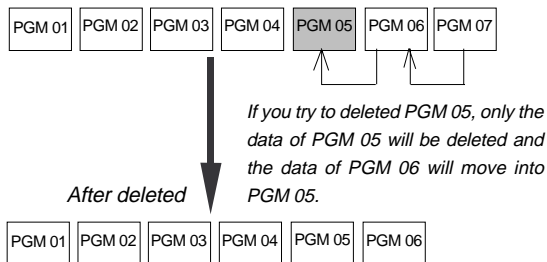 PGM 01 PGM 02 PGM 03 PGM 04 PGM 05 PGM 06 PGM 07
If you try to deleted PGM 05, only the
data of PGM 05 will be deleted and
the data of PGM 06 will move into
PGM 05.
After deleted
PGM 01 PGM 02 PGM 03 PGM 04 PGM 05 PGM 06